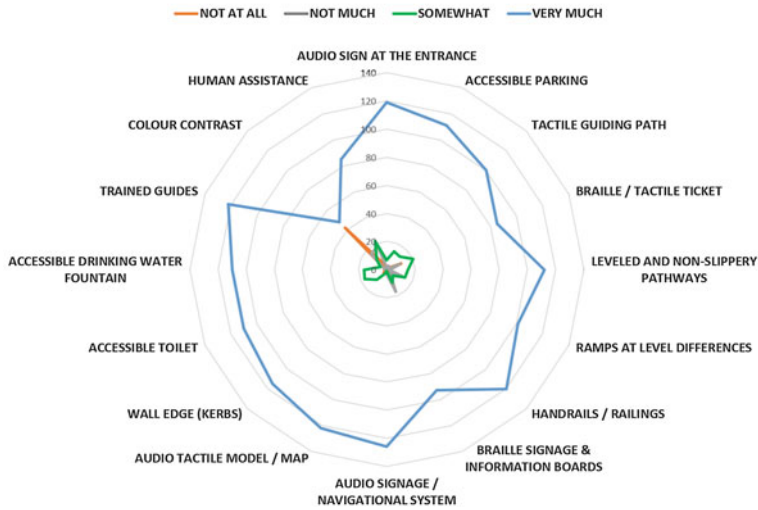 NOT AT ALL NOT MUCH SOMEWHAT VERY MUCH
AUDIO SIGN AT THE ENTRANCE
140
HUMAN ASSISTANCE
ACCESSIBLE PARKING
120
COLOUR CONTRAST
TACTILE GUIDING PATH
100
80
TRAINED GUIDES
BRAILLE / TACTILE TICKET
60
40
20
ACCESSIBLE DRINKING WATER
FOUNTAIN
0
LEVELED AND NON-SLIPPERY
PATHWAYS
ACCESSIBLE TOILET
RAMPS AT LEVEL DIFFERENCES
WALL EDGE (KERBS)
HANDRAILS / RAILINGS
AUDIO TACTILE MODEL / MAP
BRAILLE SIGNAGE &
INFORMATION BOARDS
AUDIO SIGNAGE /
NAVIGATIONAL SYSTEM